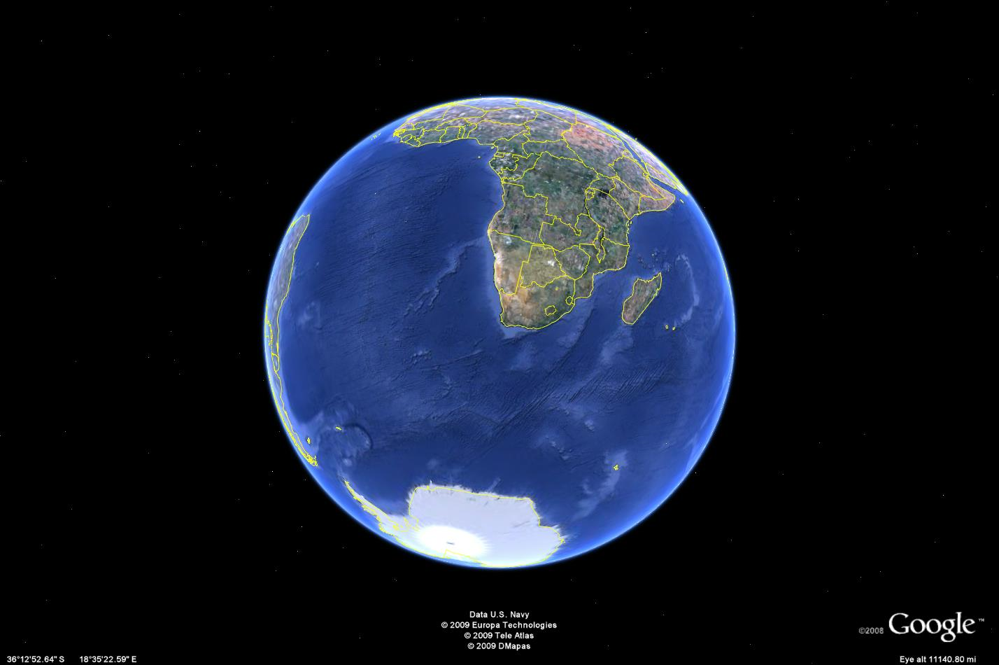 Data U.S. Navy
© 2009 Europa Technologies
© 2009 Tele Atlas
© 2009 DMapas
©2008 Google™
36°12'52.64" S 18°35'22.59" E
Eye alt 11140.80 mi